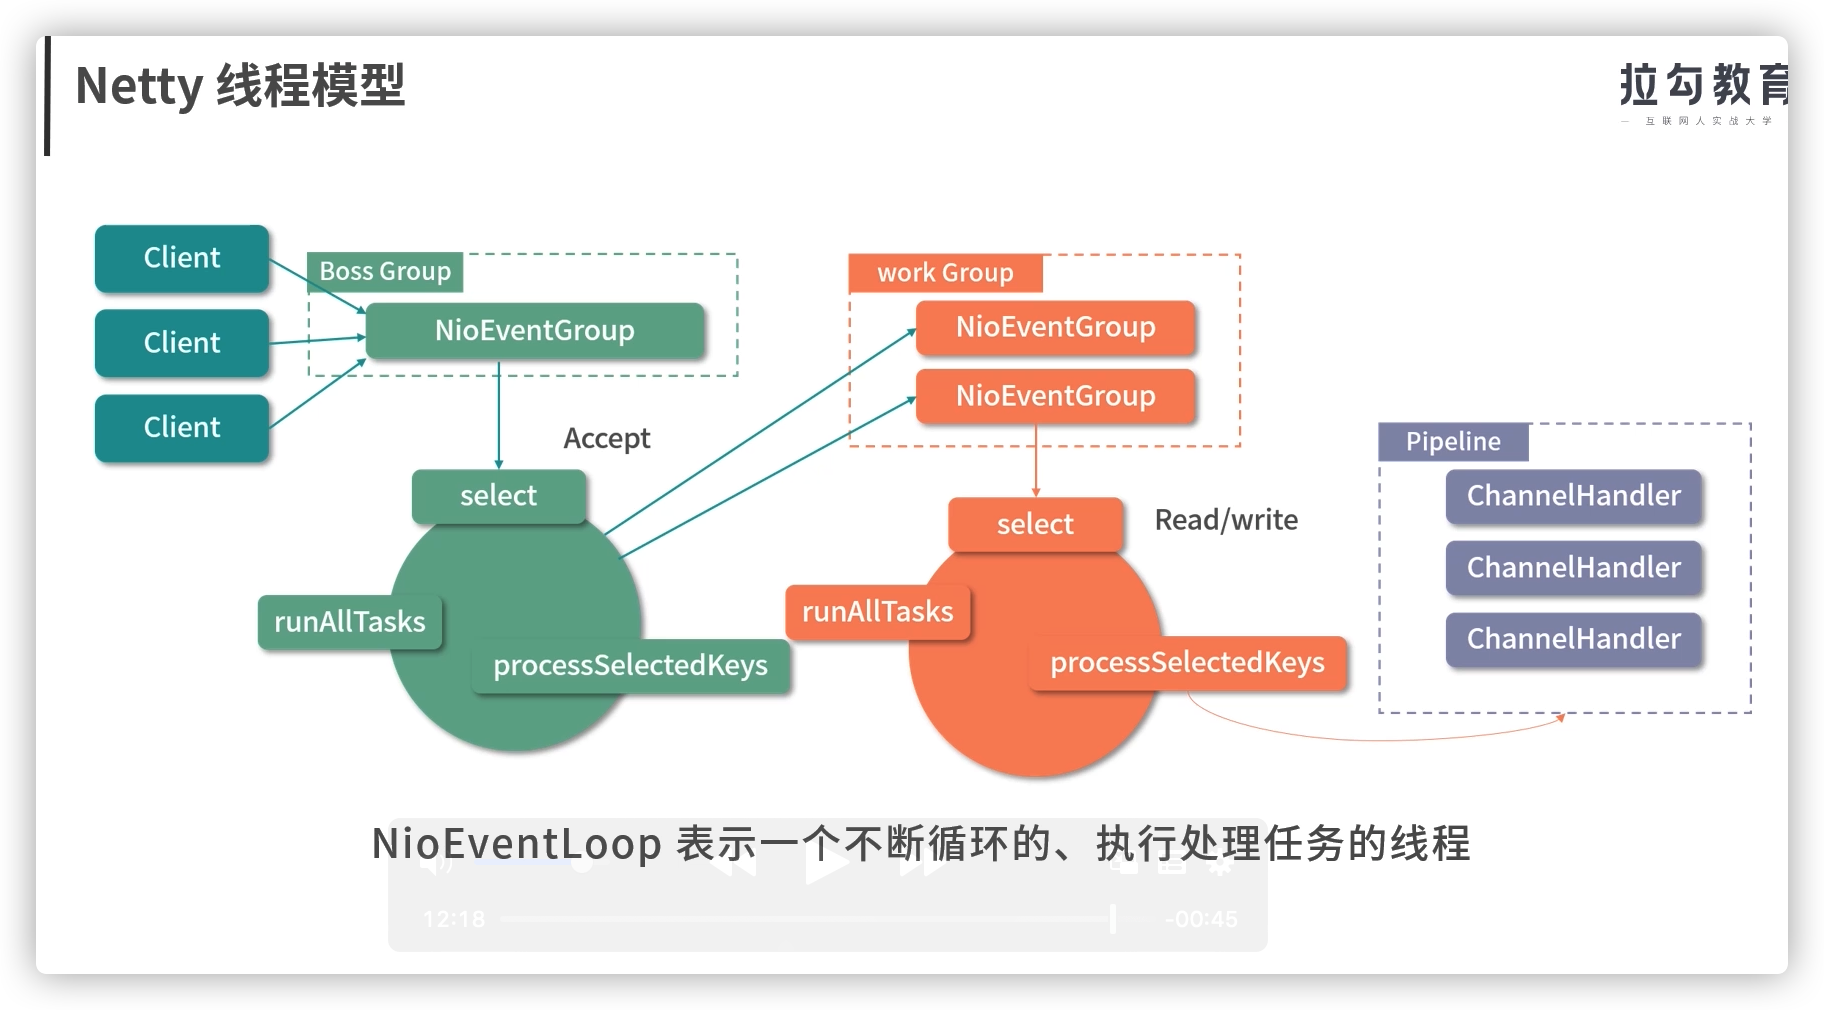 Netty 线程模型
拉勾教育
— 互联网人实战大学
Client
Client
Client
Boss Group
NioEventGroup
Accept
select
runAllTasks
processSelectedKeys
work Group
NioEventGroup
NioEventGroup
select
Read/write
runAllTasks
processSelectedKeys
Pipeline
ChannelHandler
ChannelHandler
ChannelHandler
NioEventLoop 表示一个不断循环的、执行处理任务的线程
12:18
-00:45